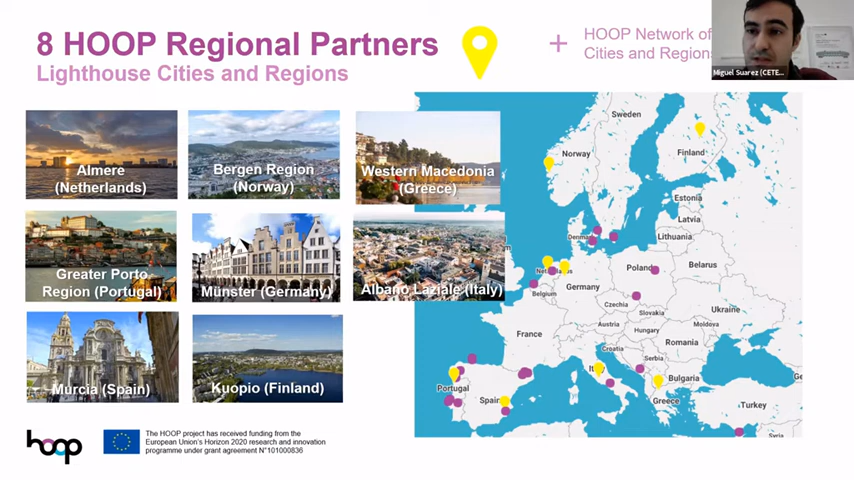 8 HOOP Regional Partners
Lighthouse Cities and Regions
+ HOOP Network of
Cities and Regions
Miguel Suarez (CETE...
Almere
(Netherlands)
Bergen Region
(Norway)
Western Macedonia
(Greece)
Greater Porto
Region (Portugal)
Münster (Germany)
Albano Laziale (Italy)
Murcia (Spain)
Kuopio (Finland)
Sweden
Norway
Finland
Estonia
Latvia
Lithuania
Belarus
Poland
Germany
Belgium
Czechia
Slovakia
Ukraine
Austria
Hungary
Moldova
France
Romania
Croatia
Serbia
Bulgaria
Portugal
Greece
Turkey
Syria
Ge
hoop
The HOOP project has received funding from the
European Union's Horizon 2020 research and innovation
programme under grant agreement N°101000836